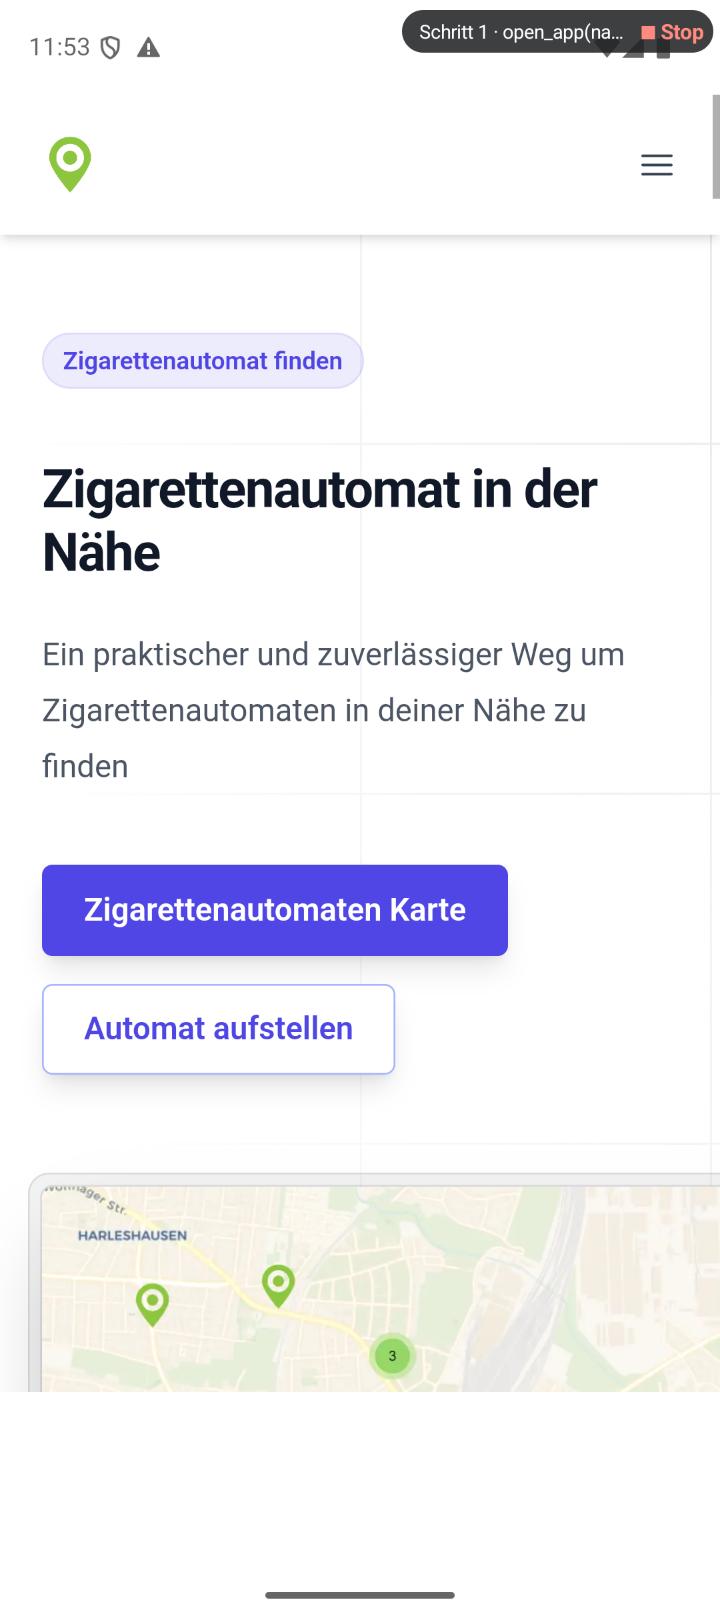 11:53
Schritt 1 · open_app(na...
Stop
Zigarettenautomat finden
Zigarettenautomat in der
Nähe
Ein praktischer und zuverlässiger Weg um
Zigarettenautomaten in deiner Nähe zu
finden
Zigarettenautomaten Karte
Automat aufstellen
Str.
HARLESHAUSEN
3